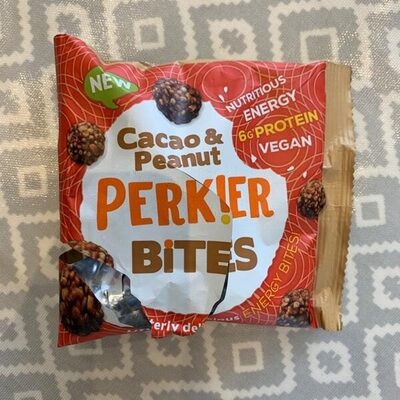 NEW
NUTRITIOUS
ENERGY
6G PROTEIN
VEGAN
Cacao &
Peanut
PERK!ER
BiTES
ENERGY BITES